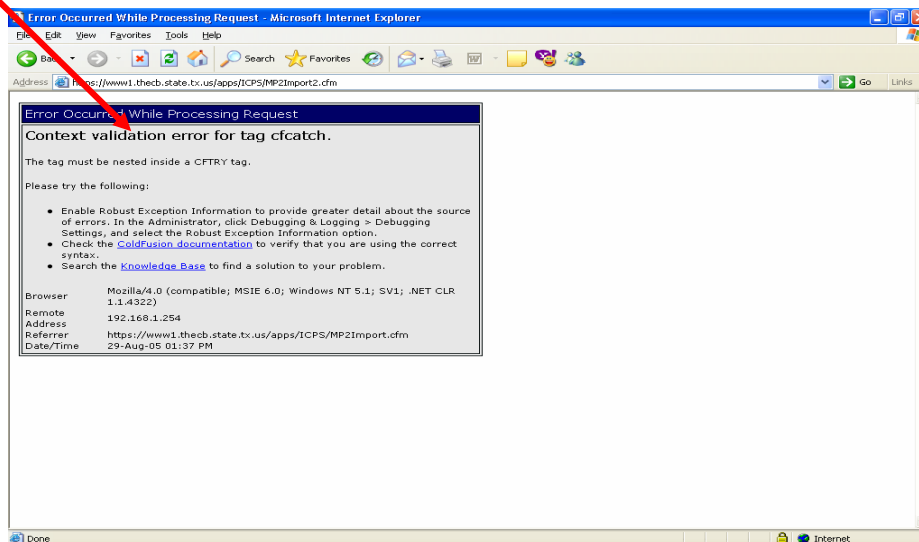 Error Occurred While Processing Request - Microsoft Internet Explorer
File Edit View Favorites Tools Help
Search Favorites
Address https://www1.thecb.state.tx.us/apps/ICPS/MP2Import2.cfm Go Links
Error Occurred While Processing Request
Context validation error for tag cfcatch.
The tag must be nested inside a CFTRY tag.
Please try the following:
• Enable Robust Exception Information to provide greater detail about the source
of errors. In the Administrator, click Debugging & Logging > Debugging
Settings, and select the Robust Exception Information option.
• Check the ColdFusion documentation to verify that you are using the correct
syntax.
• Search the Knowledge Base to find a solution to your problem.
Browser Mozilla/4.0 (compatible; MSIE 6.0; Windows NT 5.1; SV1; .NET CLR
1.1.4322)
Remote
Address 192.168.1.254
Referrer https://www1.thecb.state.tx.us/apps/ICPS/MP2Import.cfm
Date/Time 29-Aug-05 01:37 PM
Done Internet